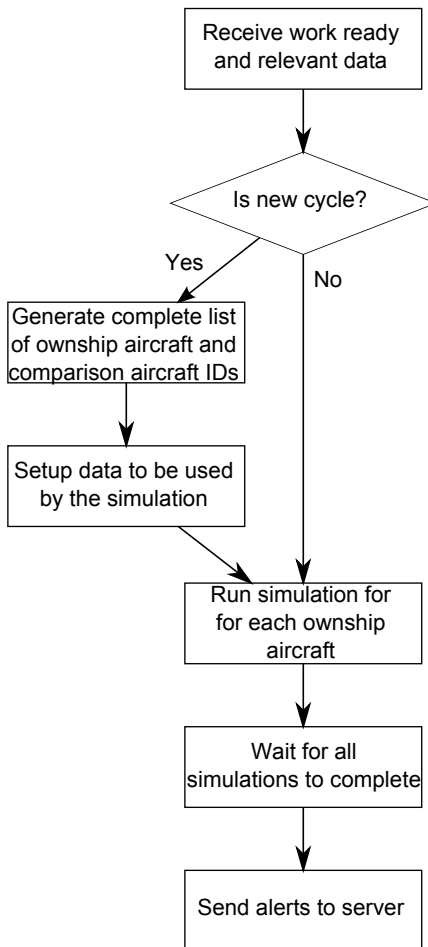 Receive work ready
and relevant data
Is new cycle?
Yes
No
Generate complete list
of ownship aircraft and
comparison aircraft IDs
Setup data to be used
by the simulation
Run simulation for
for each ownship
aircraft
Wait for all
simulations to complete
Send alerts to server